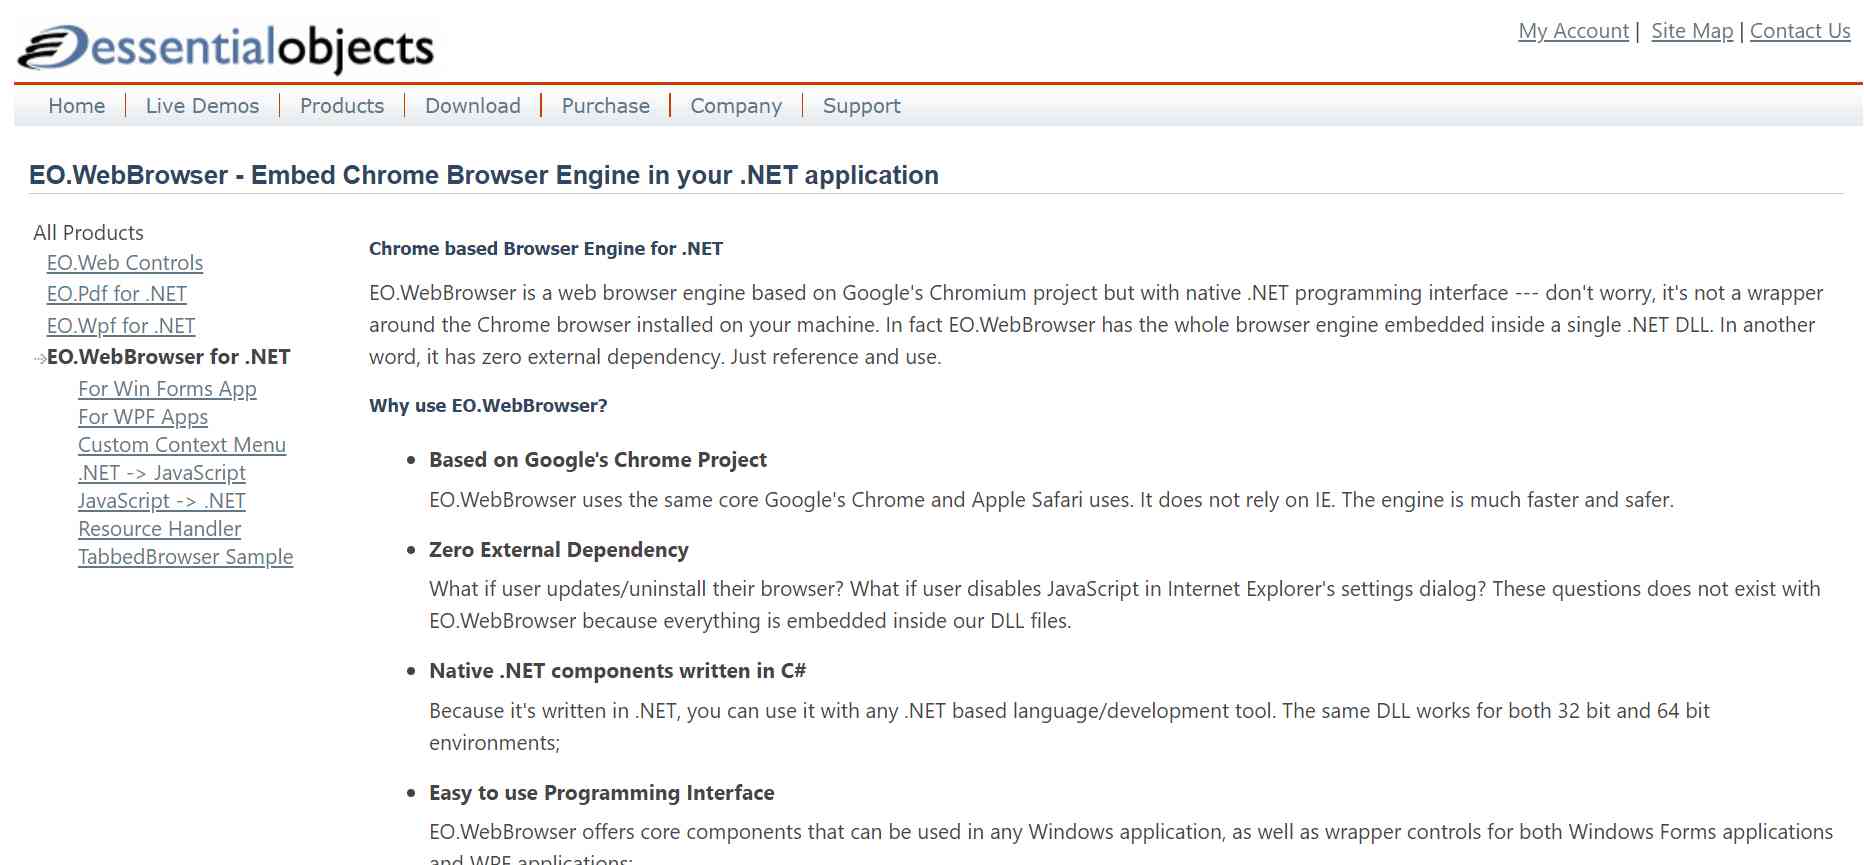 essentialobjects
My Account | Site Map | Contact Us
Home | Live Demos | Products | Download | Purchase | Company | Support
EO.WebBrowser - Embed Chrome Browser Engine in your .NET application
All Products
EO.Web Controls
EO.Pdf for .NET
EO.Wpf for .NET
EO.WebBrowser for .NET
For Win Forms App
For WPF Apps
Custom Context Menu
.NET -> JavaScript
JavaScript -> .NET
Resource Handler
TabbedBrowser Sample
Chrome based Browser Engine for .NET
EO.WebBrowser is a web browser engine based on Google's Chromium project but with native .NET programming interface --- don't worry, it's not a wrapper
around the Chrome browser installed on your machine. In fact EO.WebBrowser has the whole browser engine embedded inside a single .NET DLL. In another
word, it has zero external dependency. Just reference and use.
Why use EO.WebBrowser?
• Based on Google's Chrome Project
EO.WebBrowser uses the same core Google's Chrome and Apple Safari uses. It does not rely on IE. The engine is much faster and safer.
• Zero External Dependency
What if user updates/uninstall their browser? What if user disables JavaScript in Internet Explorer's settings dialog? These questions does not exist with
EO.WebBrowser because everything is embedded inside our DLL files.
• Native .NET components written in C#
Because it's written in .NET, you can use it with any .NET based language/development tool. The same DLL works for both 32 bit and 64 bit
environments;
• Easy to use Programming Interface
EO.WebBrowser offers core components that can be used in any Windows application, as well as wrapper controls for both Windows Forms applications
and WPF applications;